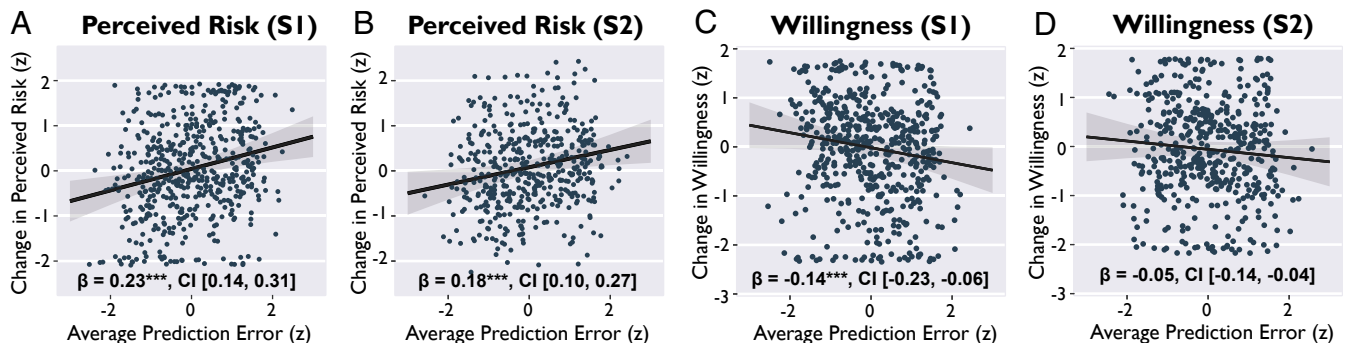 A Perceived Risk (S1)
Change in Perceived Risk (z)
2
1
0
-1
-2
β = 0.23***, CI [0.14, 0.31]
-2 0 2
Average Prediction Error (z)
B Perceived Risk (S2)
Change in Perceived Risk (z)
2
1
0
-1
-2
β = 0.18***, CI [0.10, 0.27]
-2 0 2
Average Prediction Error (z)
C Willingness (S1)
Change in Willingness (z)
2
1
0
-1
-2
-3
β = -0.14***, CI [-0.23, -0.06]
-2 0 2
Average Prediction Error (z)
D Willingness (S2)
Change in Willingness (z)
2
1
0
-1
-2
-3
β = -0.05, CI [-0.14, -0.04]
-2 0 2
Average Prediction Error (z)